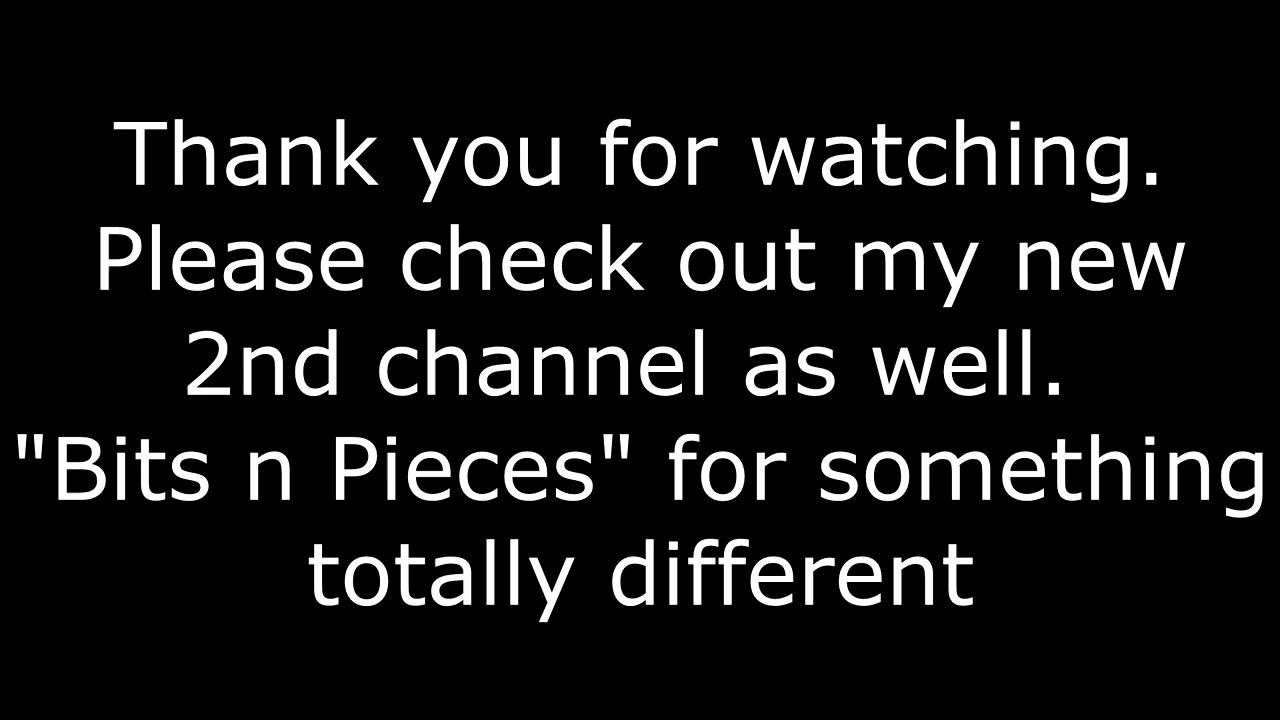 Thank you for watching.
Please check out my new
2nd channel as well.
"Bits n Pieces" for something
totally different